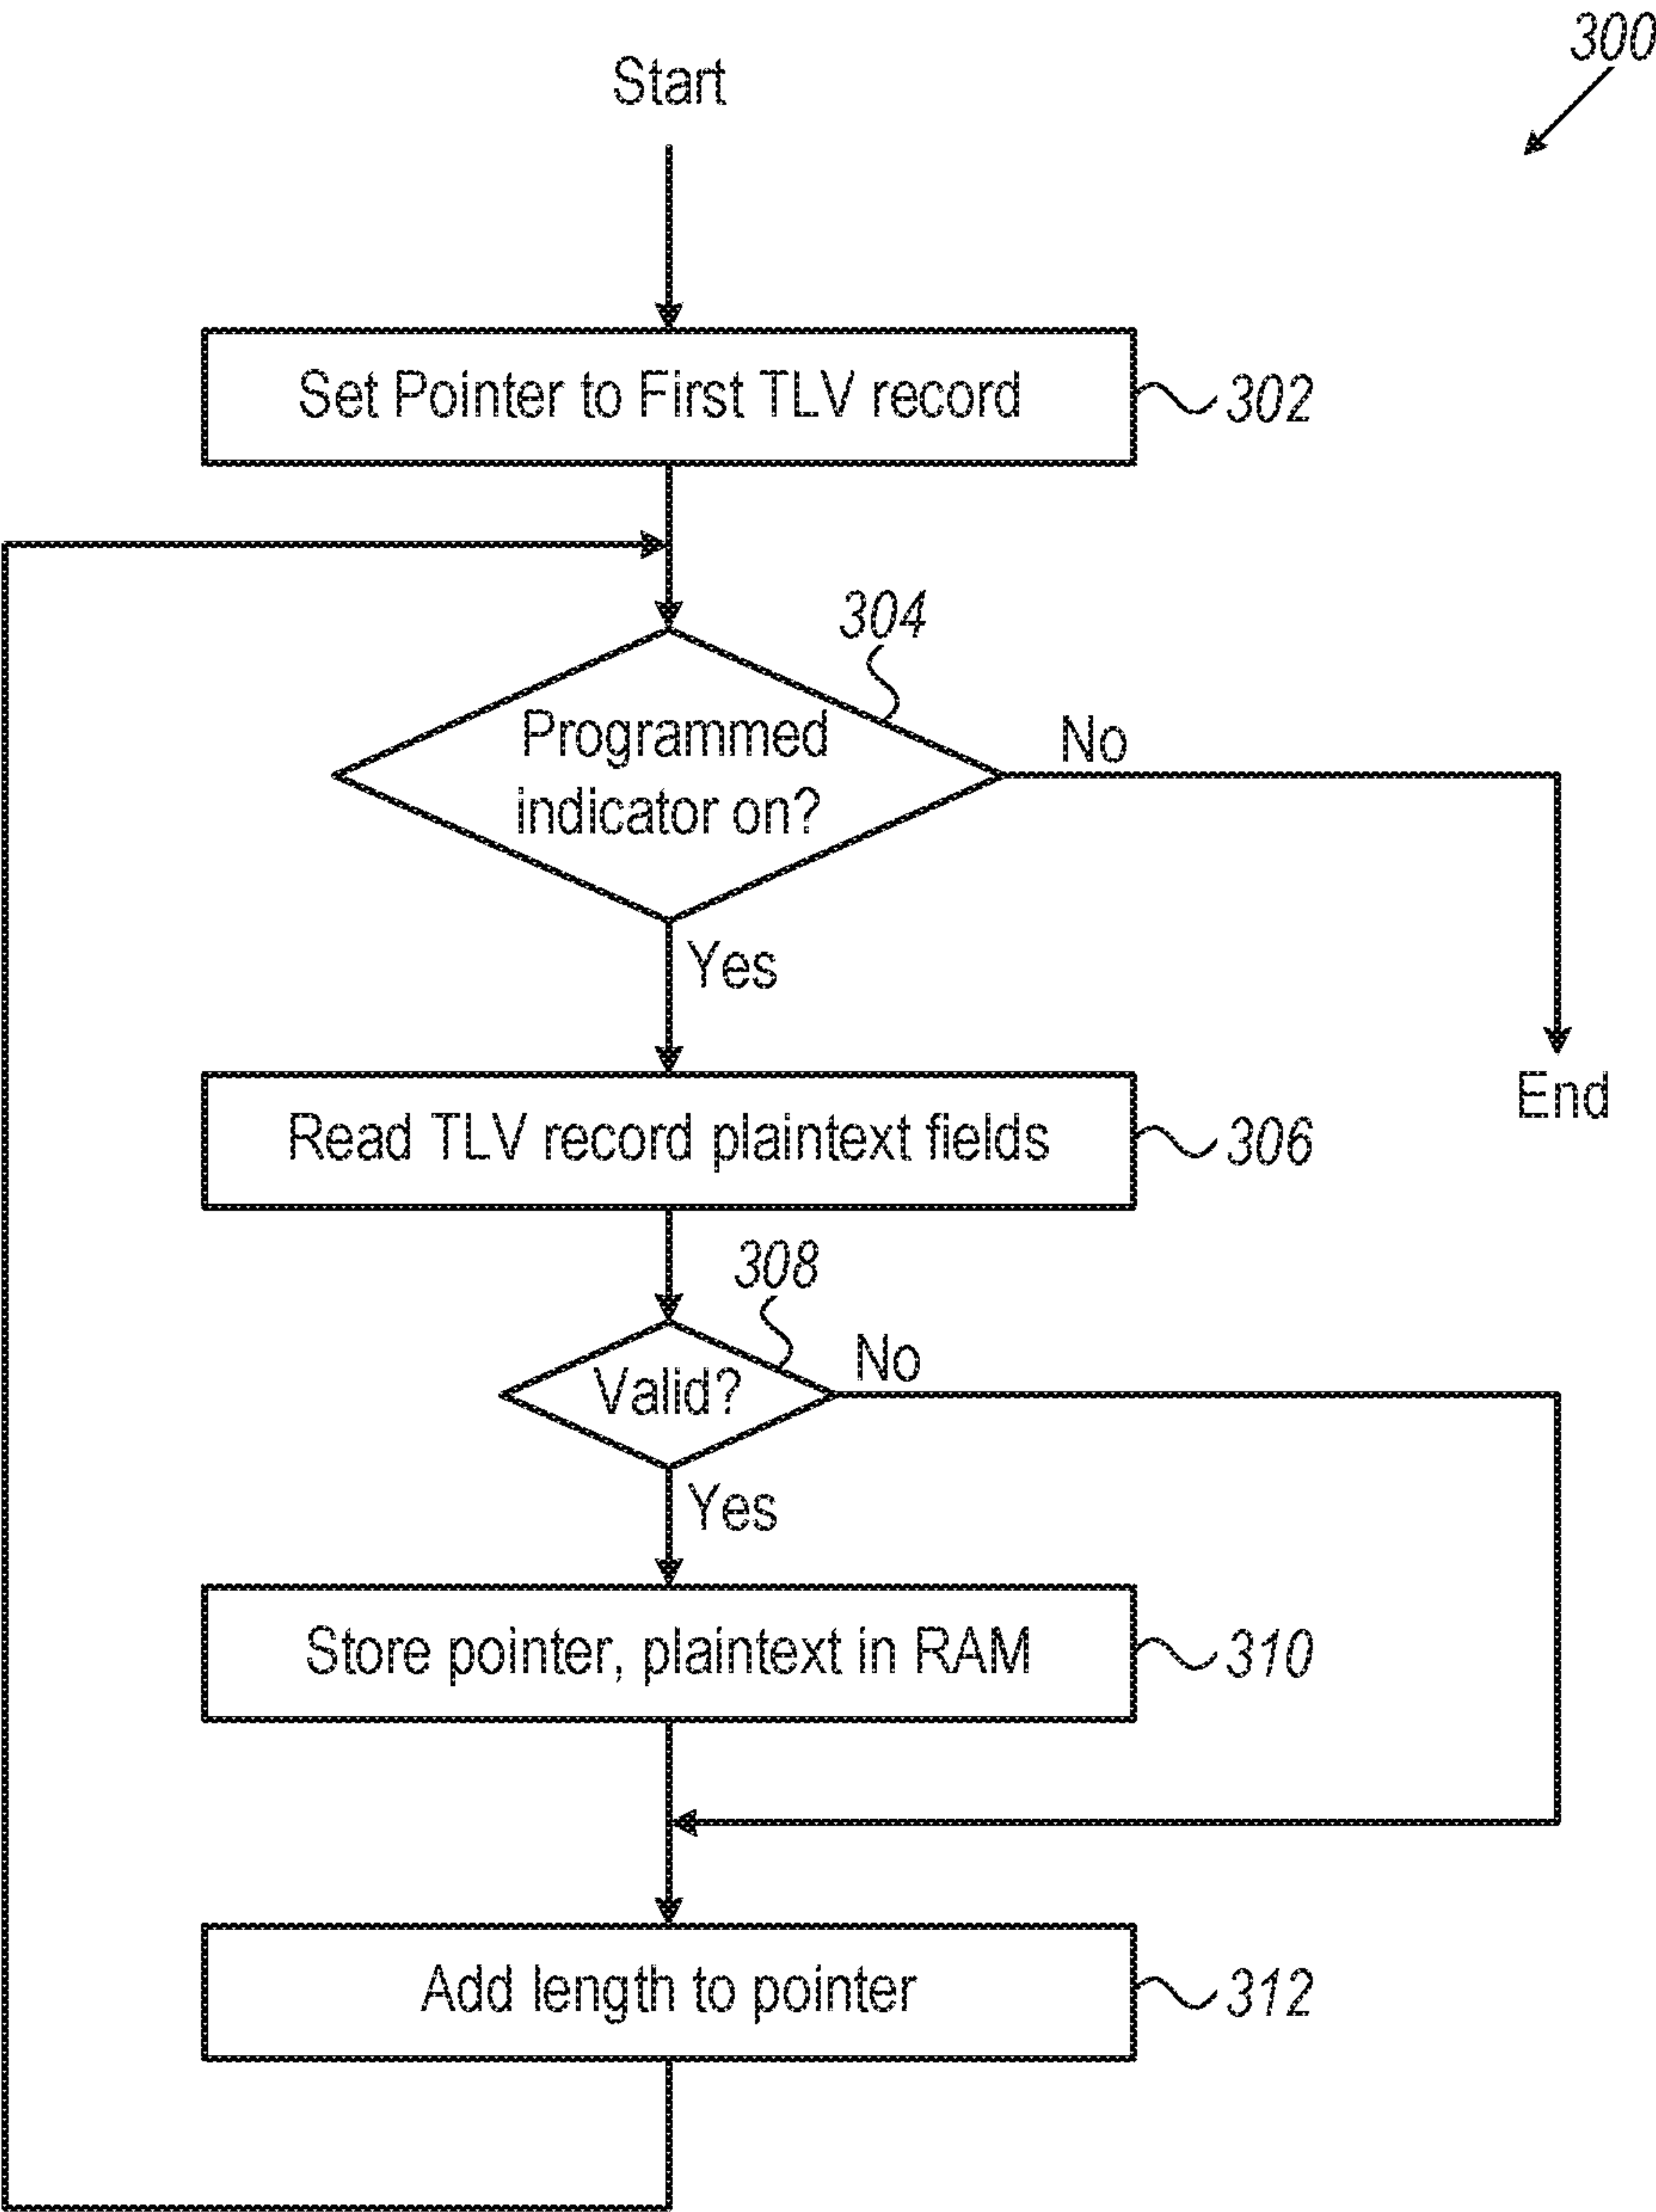 300
Start
Set Pointer to First TLV record
302
304
Programmed
indicator on?
No
Yes
End
Read TLV record plaintext fields
306
308
Valid?
No
Yes
Store pointer, plaintext in RAM
310
Add length to pointer
312